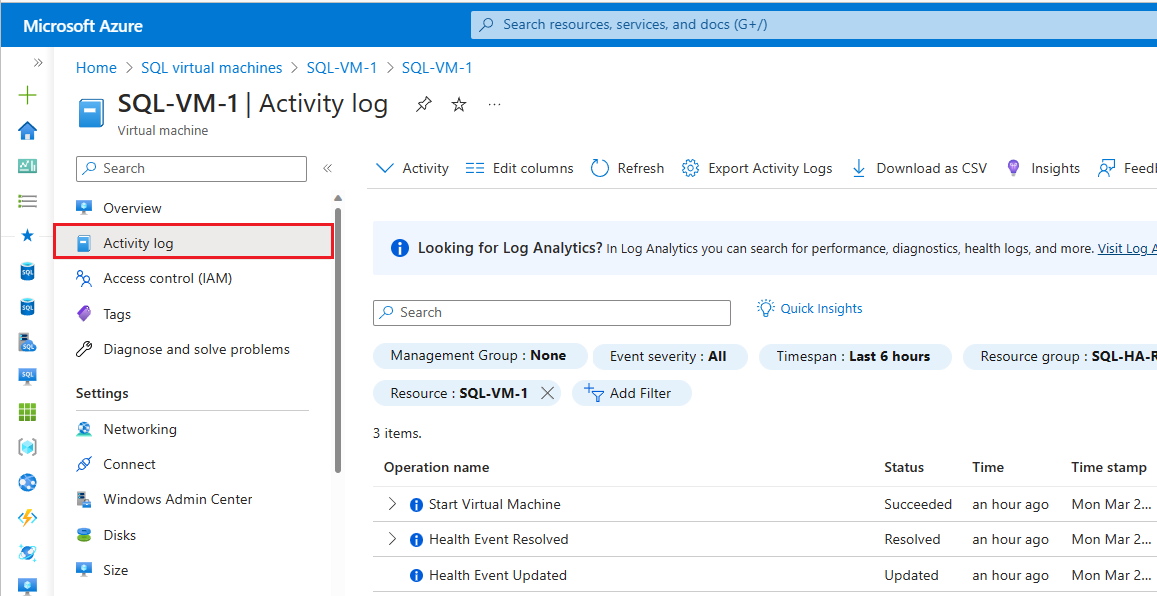 Microsoft Azure
Search resources, services, and docs (G+/)
Home > SQL virtual machines > SQL-VM-1 > SQL-VM-1
SQL-VM-1 | Activity log
Virtual machine
Search
Overview
Activity log
Access control (IAM)
Tags
Diagnose and solve problems
Settings
Networking
Connect
Windows Admin Center
Disks
Size
Activity Edit columns Refresh Export Activity Logs Download as CSV Insights Feed
Looking for Log Analytics? In Log Analytics you can search for performance, diagnostics, health logs, and more. Visit Log A
Search
Quick Insights
Management Group : None Event severity : All Timespan : Last 6 hours Resource group : SQL-HA-R
Resource : SQL-VM-1 Add Filter
3 items.
Operation name Status Time Time stamp
Start Virtual Machine Succeeded an hour ago Mon Mar 2...
Health Event Resolved Resolved an hour ago Mon Mar 2...
Health Event Updated Updated an hour ago Mon Mar 2...